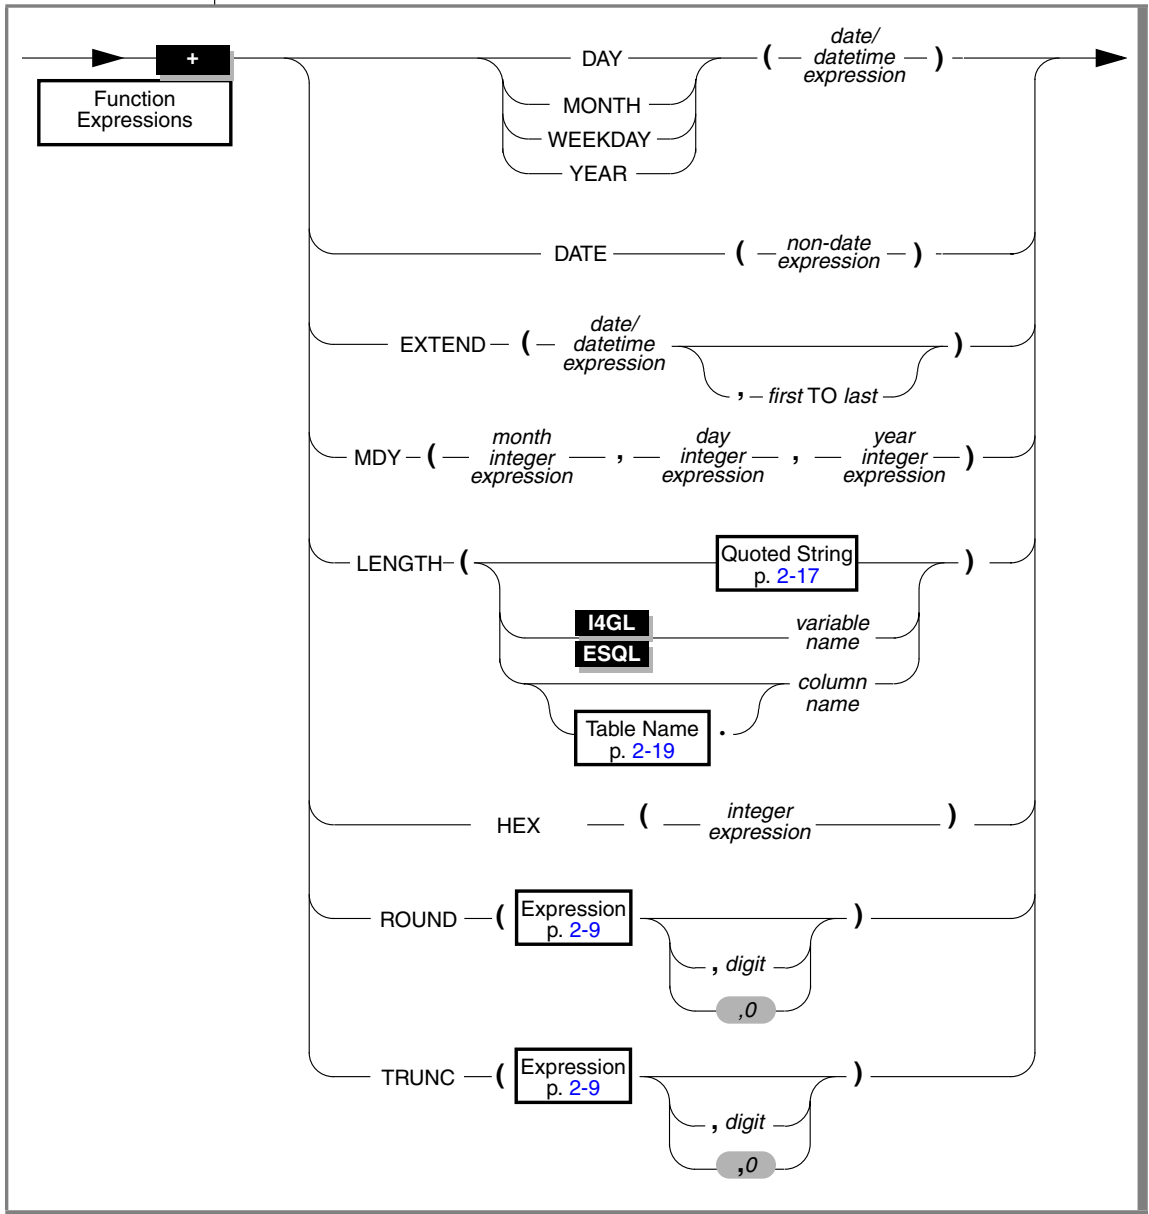 +
Function
Expressions
DAY ( date/
datetime
expression )
MONTH
WEEKDAY
YEAR
DATE ( non-date
expression )
EXTEND ( date/
datetime
expression )
, first TO last
MDY ( month
integer
expression , day
integer
expression , year
integer
expression )
LENGTH ( Quoted String
p. 2-17 )
I4GL
ESQL
variable
name
column
name
Table Name
p. 2-19 .
HEX ( integer
expression )
ROUND ( Expression
p. 2-9 )
, digit
,0
TRUNC ( Expression
p. 2-9 )
, digit
,0